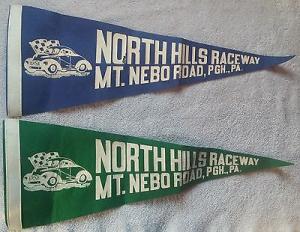 NORTH HILLS RACEWAY
MT. NEBO ROAD, PGH., PA.
NORTH HILLS RACEWAY
MT. NEBO ROAD, PGH., PA.